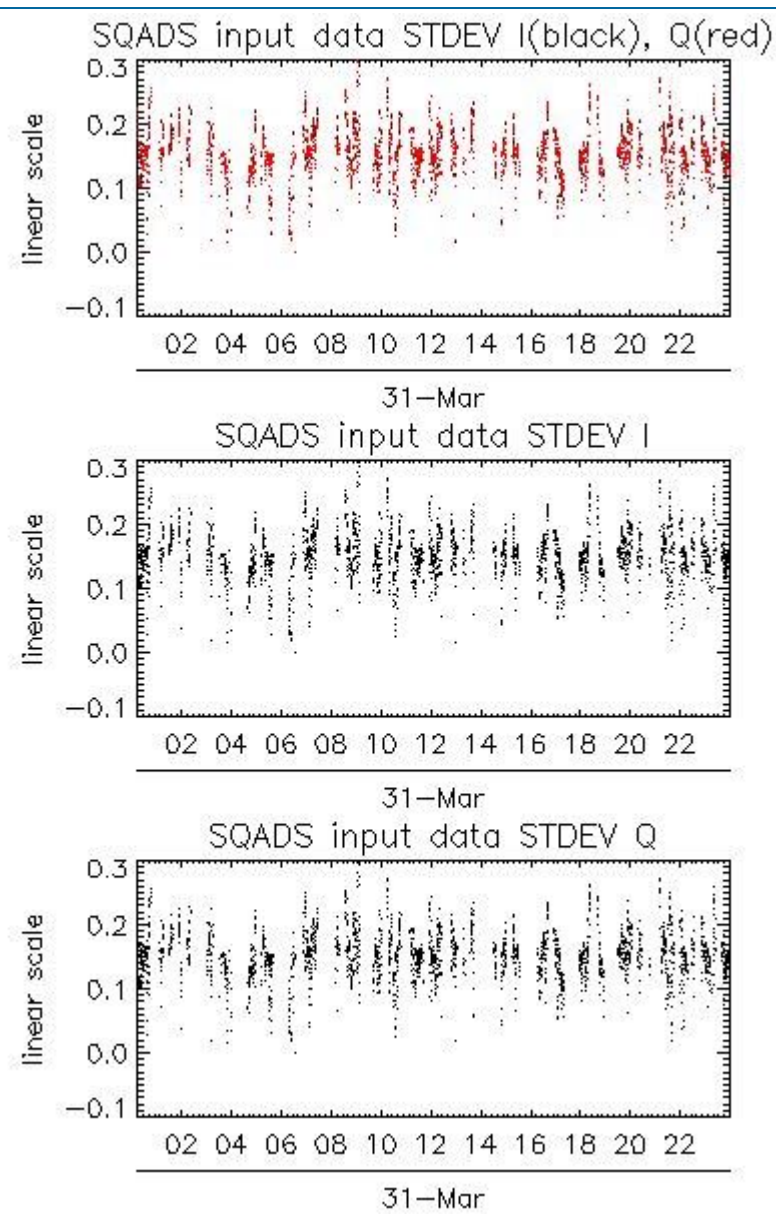 SQADS input data STDEV I(black), Q(red)
0.3
0.2
0.1
0.0
−0.1
linear scale
02 04 06 08 10 12 14 16 18 20 22
31−Mar
SQADS input data STDEV I
0.3
0.2
0.1
0.0
−0.1
linear scale
02 04 06 08 10 12 14 16 18 20 22
31−Mar
SQADS input data STDEV Q
0.3
0.2
0.1
0.0
−0.1
linear scale
02 04 06 08 10 12 14 16 18 20 22
31−Mar